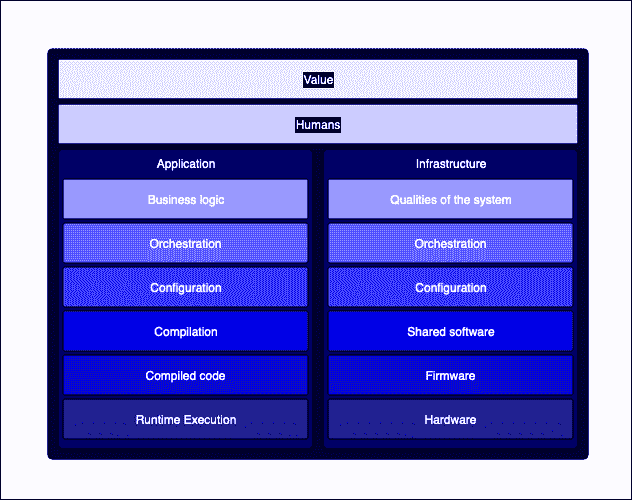 Value
Humans
Application
Infrastructure
Business logic
Qualities of the system
Orchestration
Orchestration
Configuration
Configuration
Compilation
Shared software
Compiled code
Firmware
Runtime Execution
Hardware